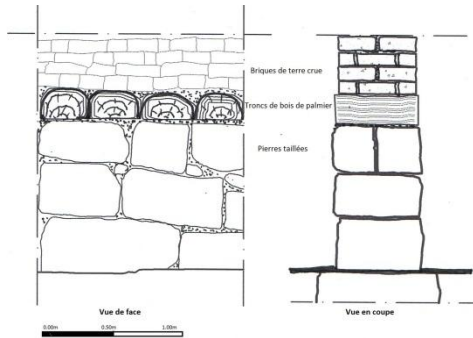 Briques de terre crue
Troncs de bois de palmier
Pierres taillées
Vue de face
Vue en coupe
0.00m 0.50m 1.00m